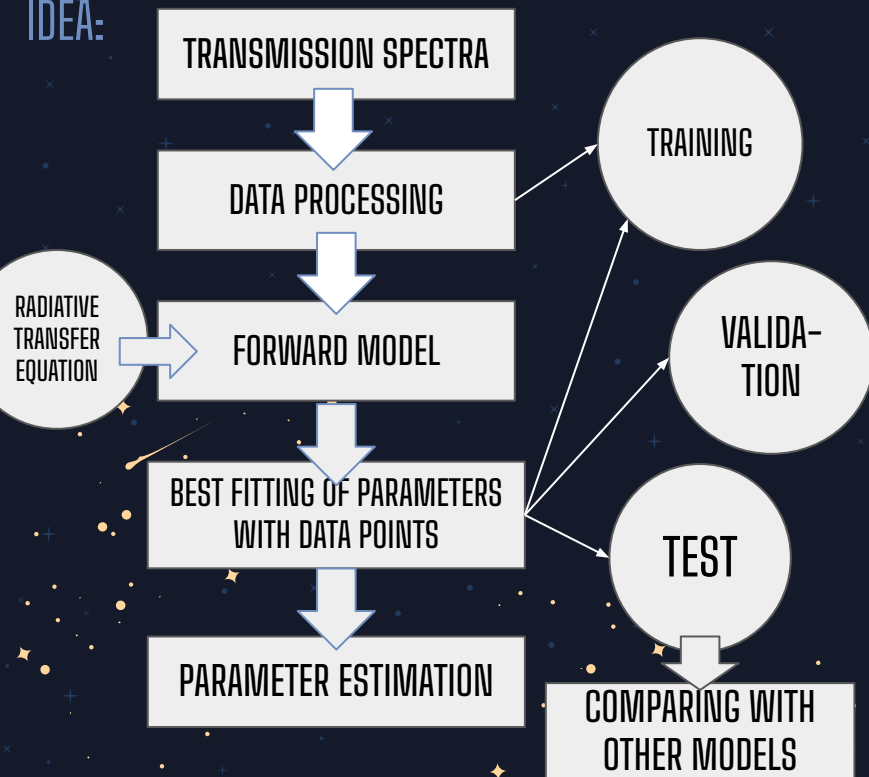 IDEA:
TRANSMISSION SPECTRA
DATA PROCESSING
RADIATIVE
TRANSFER
EQUATION
FORWARD MODEL
BEST FITTING OF PARAMETERS
WITH DATA POINTS
PARAMETER ESTIMATION
TRAINING
VALIDA-
TION
TEST
COMPARING WITH
OTHER MODELS